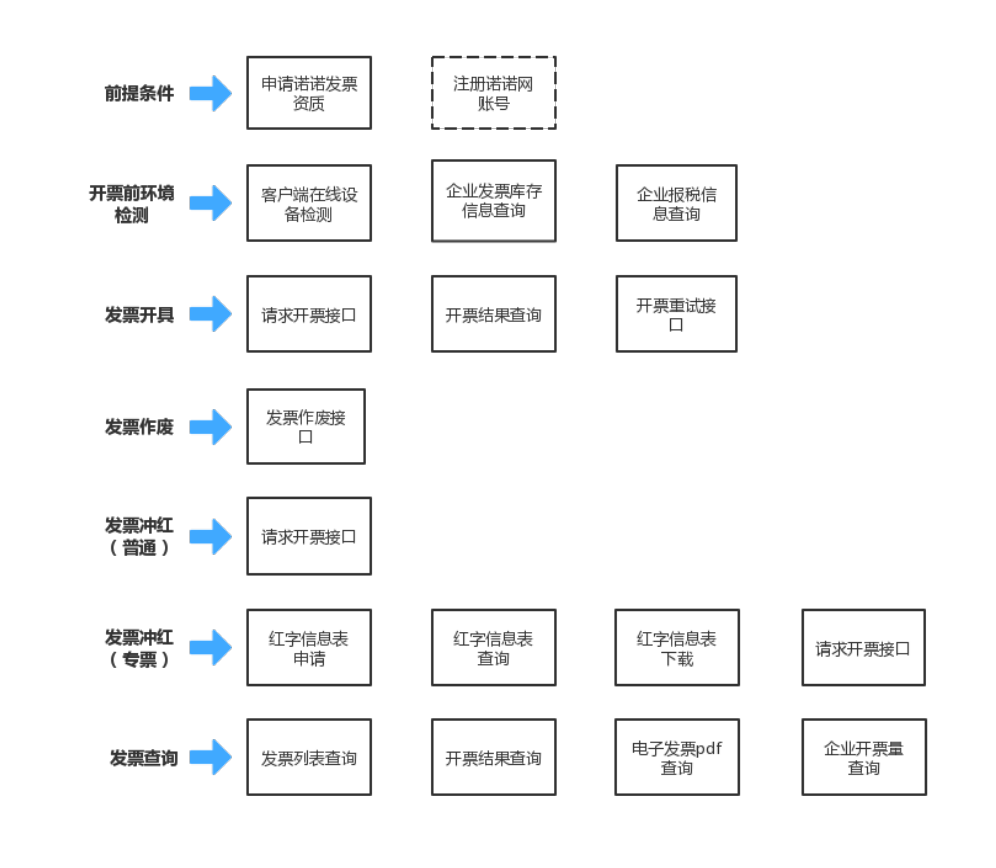 前提条件
申请诺诺发票
资质
注册诺诺网
账号
开票前环境
检测
客户端在线设
备检测
企业发票库存
信息查询
企业报税信
息查询
发票开具
请求开票接口
开票结果查询
开票重试接
口
发票作废
发票作废接
口
发票冲红
（普通）
请求开票接口
发票冲红
（专票）
红字信息表
申请
红字信息表
查询
红字信息表
下载
请求开票接口
发票查询
发票列表查询
开票结果查询
电子发票pdf
查询
企业开票量
查询